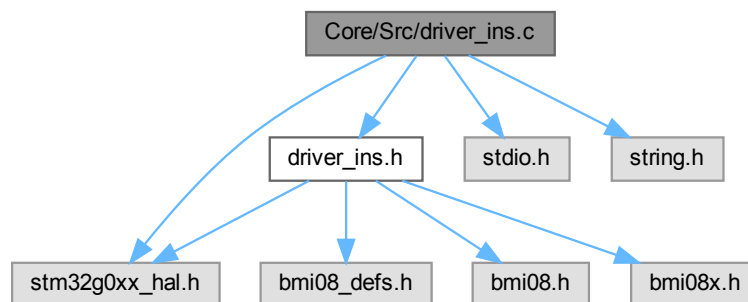 Core/Src/driver_ins.c
driver_ins.h
stdio.h
string.h
stm32g0xx_hal.h
bmi08_defs.h
bmi08.h
bmi08x.h